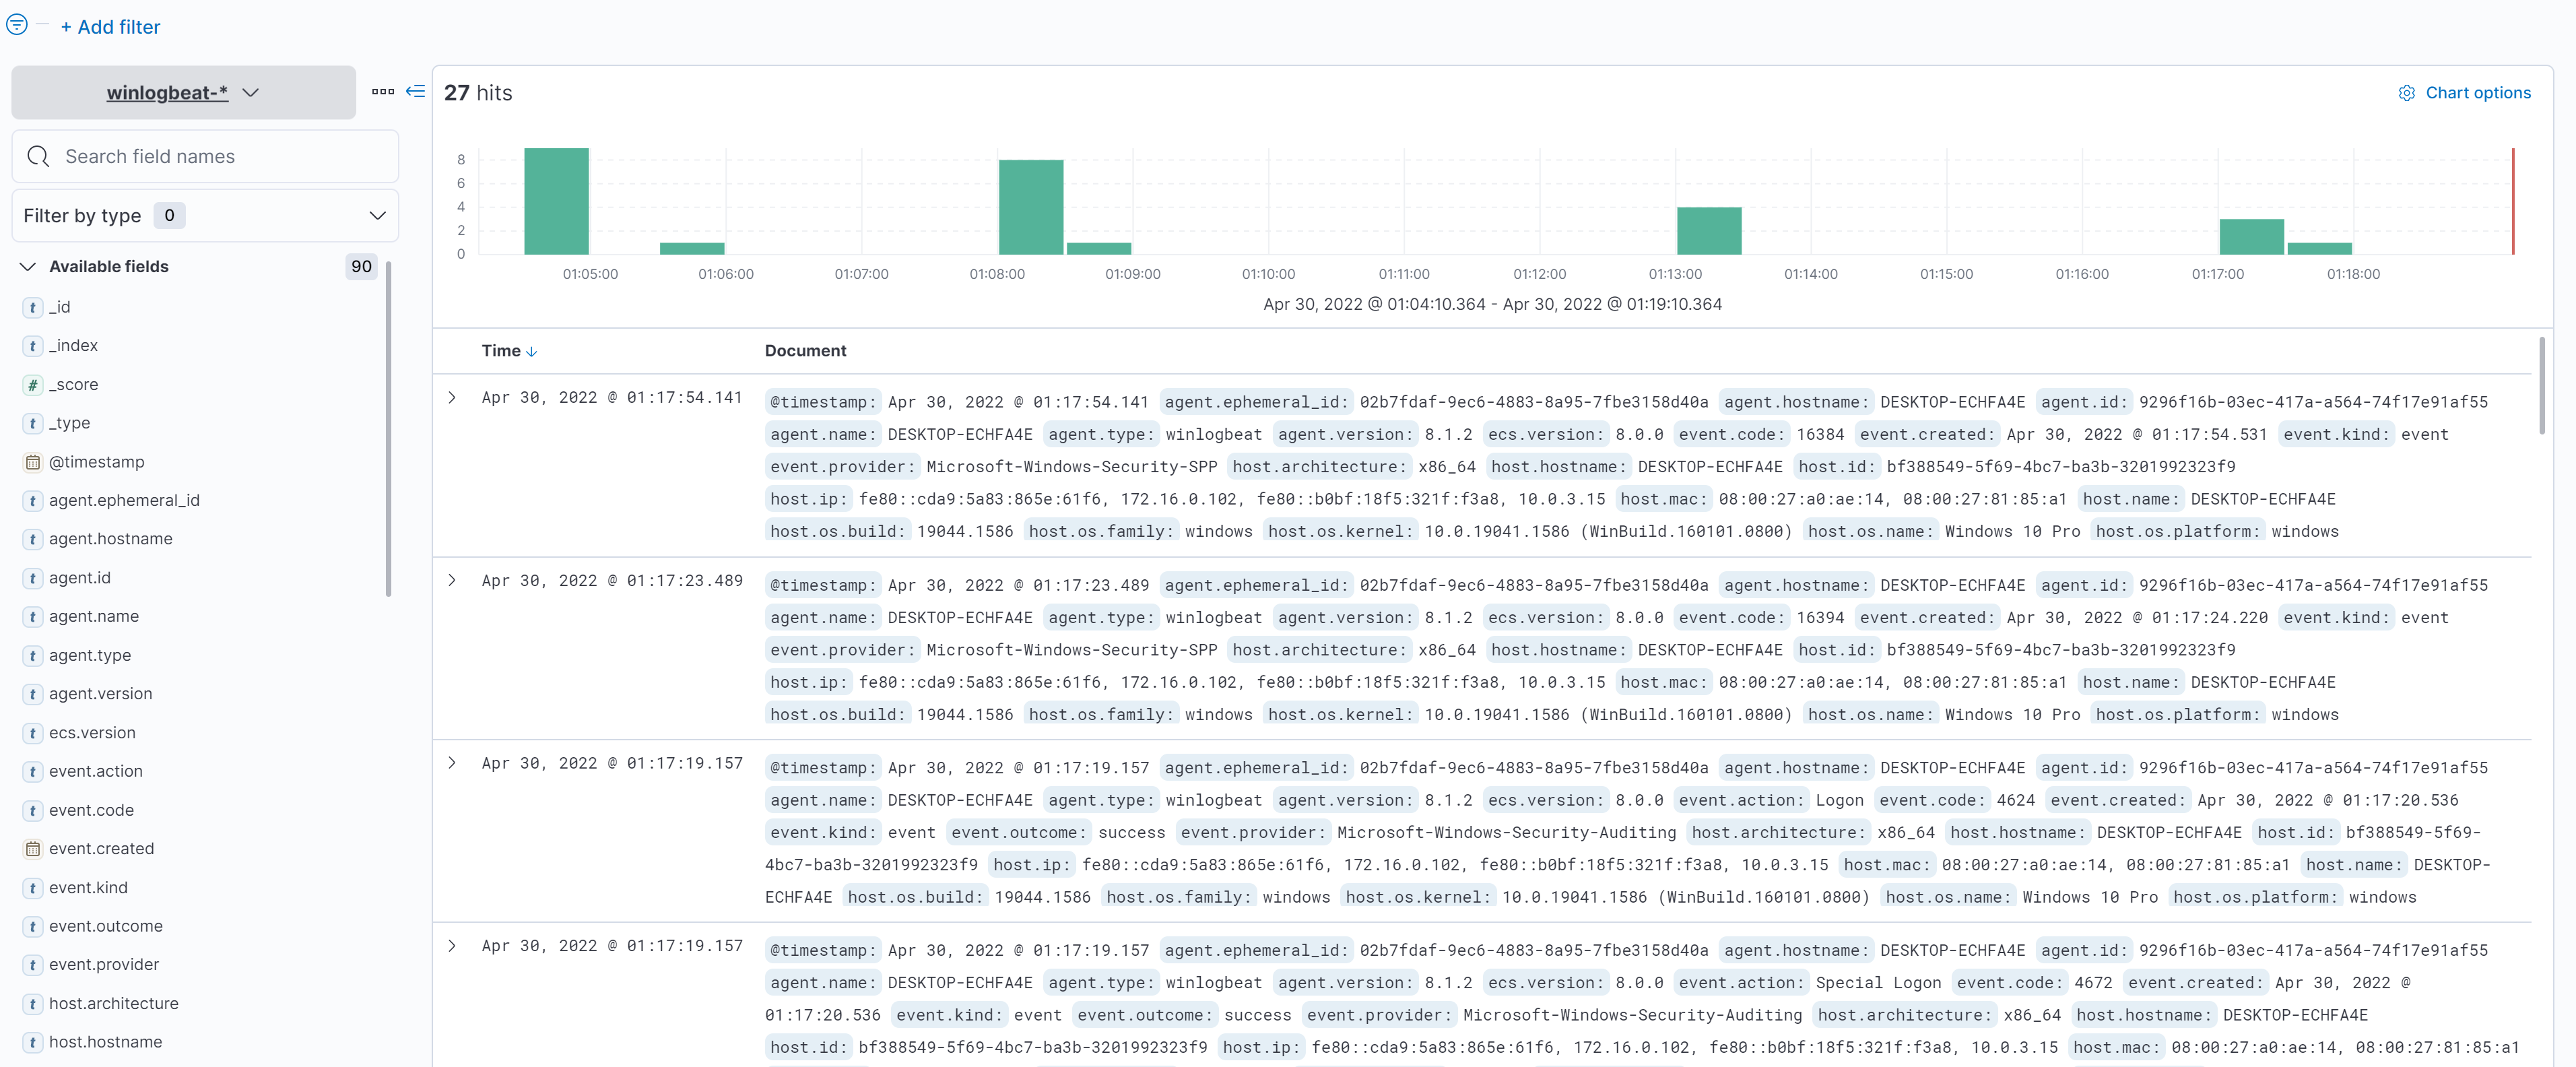 + Add filter
winlogbeat-*
Search field names
Filter by type 0
Available fields 90
t _id
t _index
# _score
t _type
@timestamp
t agent.ephemeral_id
t agent.hostname
t agent.id
t agent.name
t agent.type
t agent.version
t ecs.version
t event.action
t event.code
event.created
t event.kind
t event.outcome
t event.provider
t host.architecture
t host.hostname
27 hits
Chart options
8
6
4
2
0
01:05:00 01:06:00 01:07:00 01:08:00 01:09:00 01:10:00 01:11:00 01:12:00 01:13:00 01:14:00 01:15:00 01:16:00 01:17:00 01:18:00
Apr 30, 2022 @ 01:04:10.364 - Apr 30, 2022 @ 01:19:10.364
Time Document
Apr 30, 2022 @ 01:17:54.141
@timestamp: Apr 30, 2022 @ 01:17:54.141 agent.ephemeral_id: 02b7fdaf-9ec6-4883-8a95-7fbe3158d40a agent.hostname: DESKTOP-ECHFA4E agent.id: 9296f16b-03ec-417a-a564-74f17e91af55
agent.name: DESKTOP-ECHFA4E agent.type: winlogbeat agent.version: 8.1.2 ecs.version: 8.0.0 event.code: 16384 event.created: Apr 30, 2022 @ 01:17:54.531 event.kind: event
event.provider: Microsoft-Windows-Security-SPP host.architecture: x86_64 host.hostname: DESKTOP-ECHFA4E host.id: bf388549-5f69-4bc7-ba3b-3201992323f9
host.ip: fe80::cda9:5a83:865e:61f6, 172.16.0.102, fe80::b0bf:18f5:321f:f3a8, 10.0.3.15 host.mac: 08:00:27:a0:ae:14, 08:00:27:81:85:a1 host.name: DESKTOP-ECHFA4E
host.os.build: 19044.1586 host.os.family: windows host.os.kernel: 10.0.19041.1586 (WinBuild.160101.0800) host.os.name: Windows 10 Pro host.os.platform: windows
Apr 30, 2022 @ 01:17:23.489
@timestamp: Apr 30, 2022 @ 01:17:23.489 agent.ephemeral_id: 02b7fdaf-9ec6-4883-8a95-7fbe3158d40a agent.hostname: DESKTOP-ECHFA4E agent.id: 9296f16b-03ec-417a-a564-74f17e91af55
agent.name: DESKTOP-ECHFA4E agent.type: winlogbeat agent.version: 8.1.2 ecs.version: 8.0.0 event.code: 16394 event.created: Apr 30, 2022 @ 01:17:24.220 event.kind: event
event.provider: Microsoft-Windows-Security-SPP host.architecture: x86_64 host.hostname: DESKTOP-ECHFA4E host.id: bf388549-5f69-4bc7-ba3b-3201992323f9
host.ip: fe80::cda9:5a83:865e:61f6, 172.16.0.102, fe80::b0bf:18f5:321f:f3a8, 10.0.3.15 host.mac: 08:00:27:a0:ae:14, 08:00:27:81:85:a1 host.name: DESKTOP-ECHFA4E
host.os.build: 19044.1586 host.os.family: windows host.os.kernel: 10.0.19041.1586 (WinBuild.160101.0800) host.os.name: Windows 10 Pro host.os.platform: windows
Apr 30, 2022 @ 01:17:19.157
@timestamp: Apr 30, 2022 @ 01:17:19.157 agent.ephemeral_id: 02b7fdaf-9ec6-4883-8a95-7fbe3158d40a agent.hostname: DESKTOP-ECHFA4E agent.id: 9296f16b-03ec-417a-a564-74f17e91af55
agent.name: DESKTOP-ECHFA4E agent.type: winlogbeat agent.version: 8.1.2 ecs.version: 8.0.0 event.action: Logon event.code: 4624 event.created: Apr 30, 2022 @ 01:17:20.536
event.kind: event event.outcome: success event.provider: Microsoft-Windows-Security-Auditing host.architecture: x86_64 host.hostname: DESKTOP-ECHFA4E host.id: bf388549-5f69-
4bc7-ba3b-3201992323f9 host.ip: fe80::cda9:5a83:865e:61f6, 172.16.0.102, fe80::b0bf:18f5:321f:f3a8, 10.0.3.15 host.mac: 08:00:27:a0:ae:14, 08:00:27:81:85:a1 host.name: DESKTOP-
ECHFA4E host.os.build: 19044.1586 host.os.family: windows host.os.kernel: 10.0.19041.1586 (WinBuild.160101.0800) host.os.name: Windows 10 Pro host.os.platform: windows
Apr 30, 2022 @ 01:17:19.157
@timestamp: Apr 30, 2022 @ 01:17:19.157 agent.ephemeral_id: 02b7fdaf-9ec6-4883-8a95-7fbe3158d40a agent.hostname: DESKTOP-ECHFA4E agent.id: 9296f16b-03ec-417a-a564-74f17e91af55
agent.name: DESKTOP-ECHFA4E agent.type: winlogbeat agent.version: 8.1.2 ecs.version: 8.0.0 event.action: Special Logon event.code: 4672 event.created: Apr 30, 2022 @
01:17:20.536 event.kind: event event.outcome: success event.provider: Microsoft-Windows-Security-Auditing host.architecture: x86_64 host.hostname: DESKTOP-ECHFA4E
host.id: bf388549-5f69-4bc7-ba3b-3201992323f9 host.ip: fe80::cda9:5a83:865e:61f6, 172.16.0.102, fe80::b0bf:18f5:321f:f3a8, 10.0.3.15 host.mac: 08:00:27:a0:ae:14, 08:00:27:81:85:a1